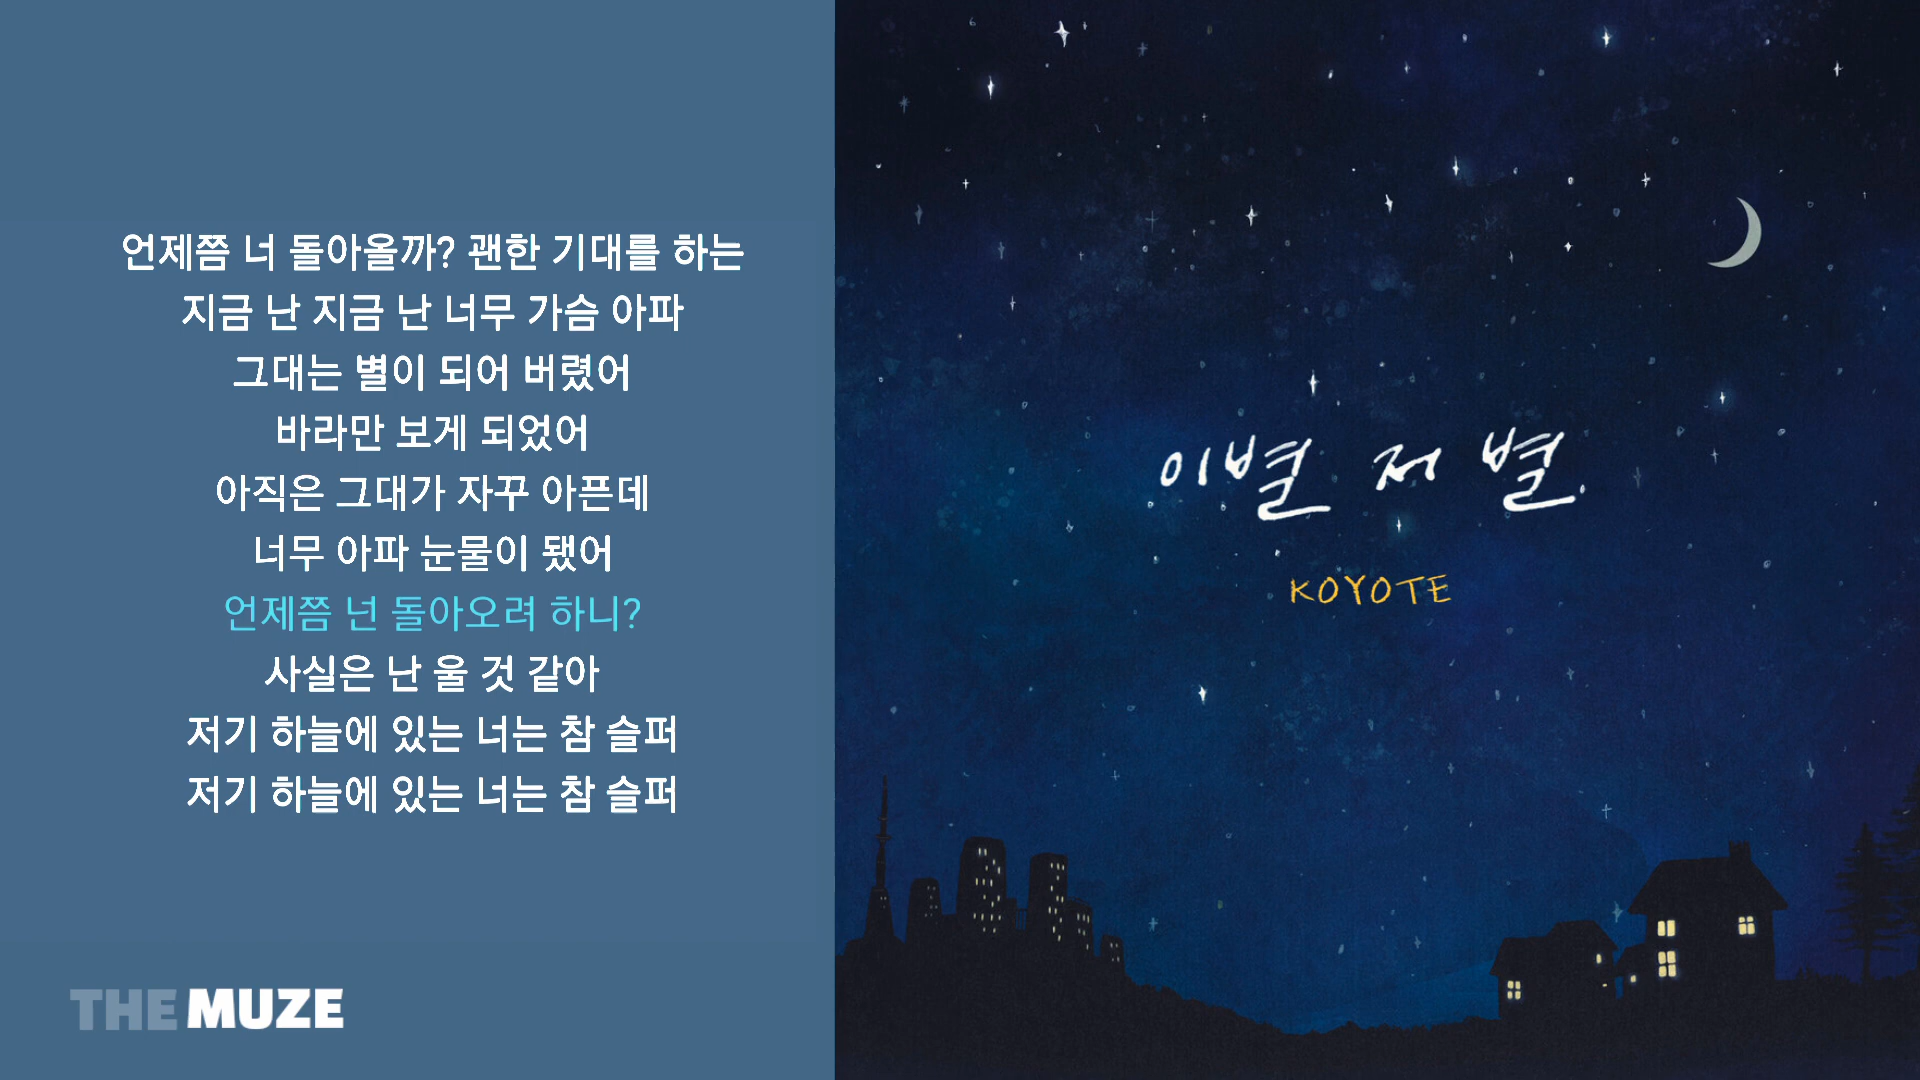 언제쯤 너 돌아올까? 괜한 기대를 하는
지금 난 지금 난 너무 가슴 아파
그대는 별이 되어 버렸어
바라만 보게 되었어
아직은 그대가 자꾸 아픈데
너무 아파 눈물이 됐어
언제쯤 넌 돌아오려 하니?
사실은 난 울 것 같아
저기 하늘에 있는 너는 참 슬퍼
저기 하늘에 있는 너는 참 슬퍼
THE MUZE
이별 저 별
KOYOTE